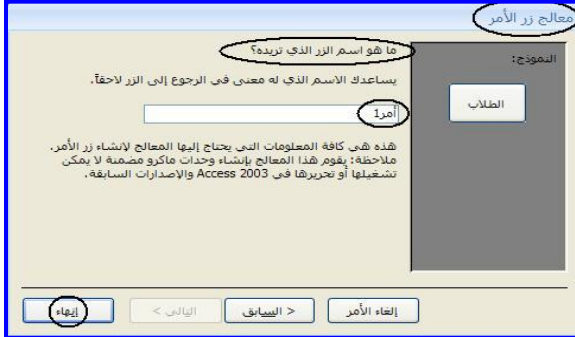 معالج زر الأمر
النموذج:
الطلاب
ما هو اسم الزر الذي تريده؟
يساعدك الاسم الذي له معنى في الرجوع إلى الزر لاحقاً.
أمر1
هذه هي كافة المعلومات التي يحتاج إليها المعالج لإنشاء زر الأمر.
ملاحظة: يقوم هذا المعالج بإنشاء وحدات ماكرو مضمنة لا يمكن
تشغيلها أو تحريرها في Access 2003 والإصدارات السابقة.
إلغاء الأمر
< السابق
التالي >
إنهاء